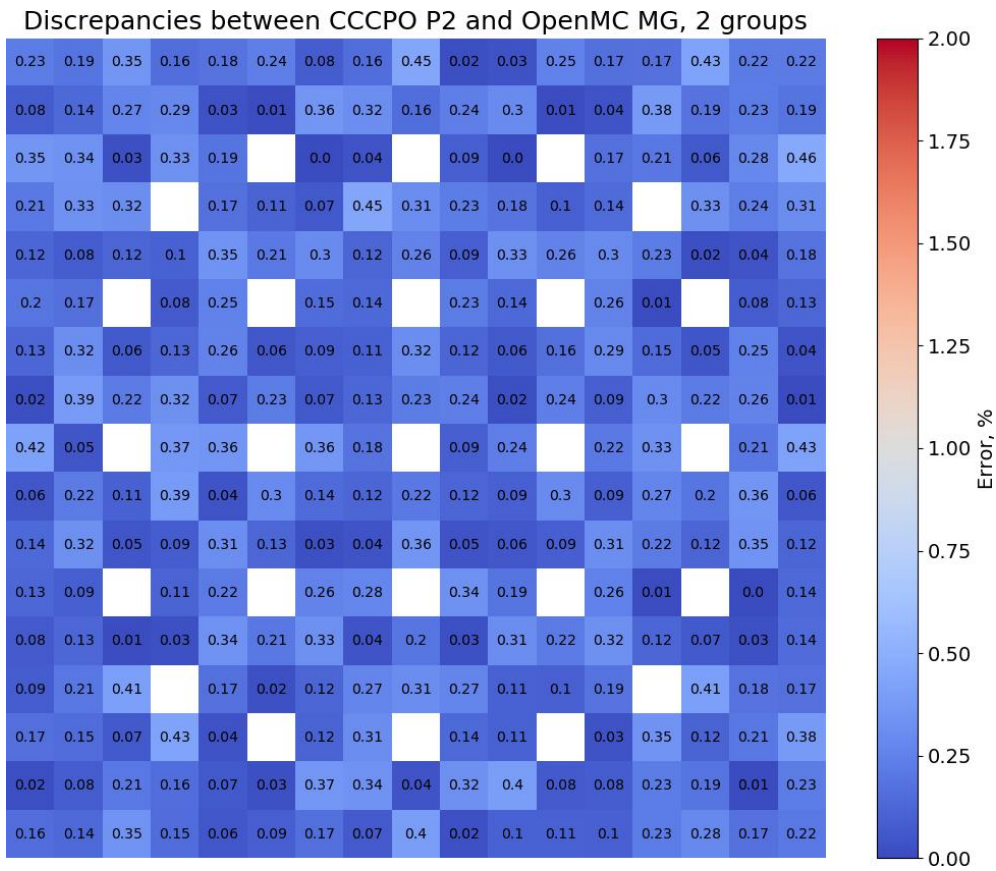 Discrepancies between CCCPO P2 and OpenMC MG, 2 groups
0.23 0.19 0.35 0.16 0.18 0.24 0.08 0.16 0.45 0.02 0.03 0.25 0.17 0.17 0.43 0.22 0.22
0.08 0.14 0.27 0.29 0.03 0.01 0.36 0.32 0.16 0.24 0.3 0.01 0.04 0.38 0.19 0.23 0.19
0.35 0.34 0.03 0.33 0.19 0.0 0.04 0.09 0.0 0.17 0.21 0.06 0.28 0.46
0.21 0.33 0.32 0.17 0.11 0.07 0.45 0.31 0.23 0.18 0.1 0.14 0.33 0.24 0.31
0.12 0.08 0.12 0.1 0.35 0.21 0.3 0.12 0.26 0.09 0.33 0.26 0.3 0.23 0.02 0.04 0.18
0.2 0.17 0.08 0.25 0.15 0.14 0.23 0.14 0.26 0.01 0.08 0.13
0.13 0.32 0.06 0.13 0.26 0.06 0.09 0.11 0.32 0.12 0.06 0.16 0.29 0.15 0.05 0.25 0.04
0.02 0.39 0.22 0.32 0.07 0.23 0.07 0.13 0.23 0.24 0.02 0.24 0.09 0.3 0.22 0.26 0.01
0.42 0.05 0.37 0.36 0.36 0.18 0.09 0.24 0.22 0.33 0.21 0.43
0.06 0.22 0.11 0.39 0.04 0.3 0.14 0.12 0.22 0.12 0.09 0.3 0.09 0.27 0.2 0.36 0.06
0.14 0.32 0.05 0.09 0.31 0.13 0.03 0.04 0.36 0.05 0.06 0.09 0.31 0.22 0.12 0.35 0.12
0.13 0.09 0.11 0.22 0.26 0.28 0.34 0.19 0.26 0.01 0.0 0.14
0.08 0.13 0.01 0.03 0.34 0.21 0.33 0.04 0.2 0.03 0.31 0.22 0.32 0.12 0.07 0.03 0.14
0.09 0.21 0.41 0.17 0.02 0.12 0.27 0.31 0.27 0.11 0.1 0.19 0.41 0.18 0.17
0.17 0.15 0.07 0.43 0.04 0.12 0.31 0.14 0.11 0.03 0.35 0.12 0.21 0.38
0.02 0.08 0.21 0.16 0.07 0.03 0.37 0.34 0.04 0.32 0.4 0.08 0.08 0.23 0.19 0.01 0.23
0.16 0.14 0.35 0.15 0.06 0.09 0.17 0.07 0.4 0.02 0.1 0.11 0.1 0.23 0.28 0.17 0.22
2.00
1.75
1.50
1.25
1.00
0.75
0.50
0.25
0.00
Error, %